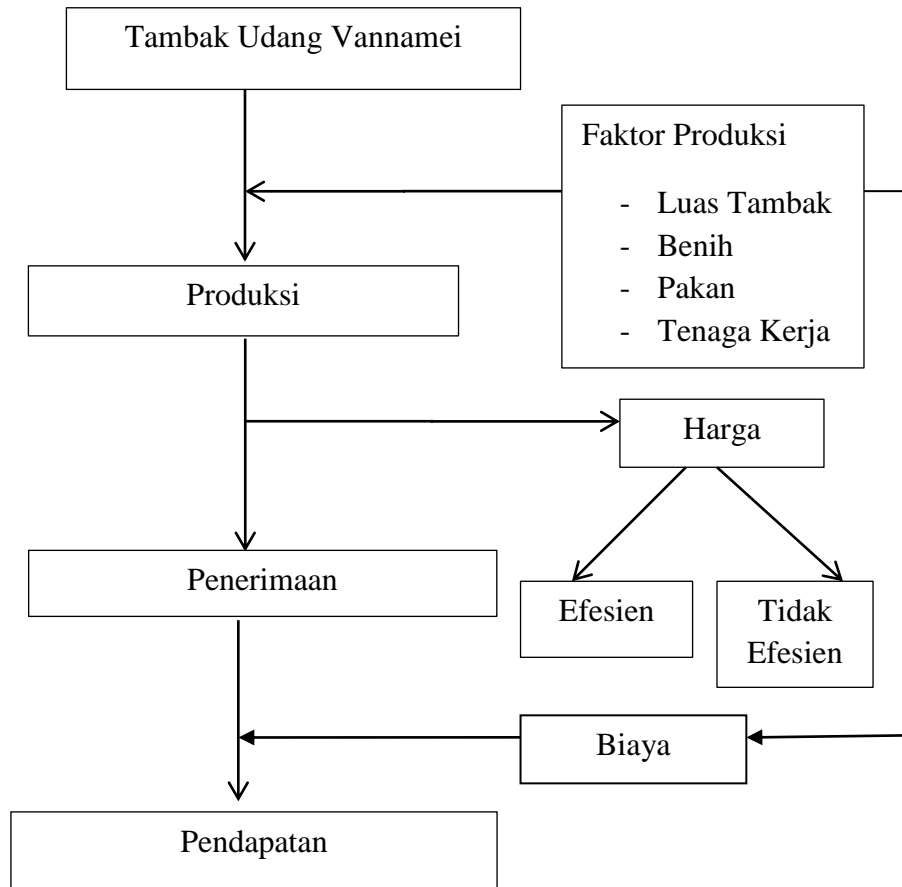 Tambak Udang Vannamei
Faktor Produksi
- Luas Tambak
- Benih
- Pakan
- Tenaga Kerja
Produksi
Harga
Penerimaan
Efesien
Tidak
Efesien
Biaya
Pendapatan